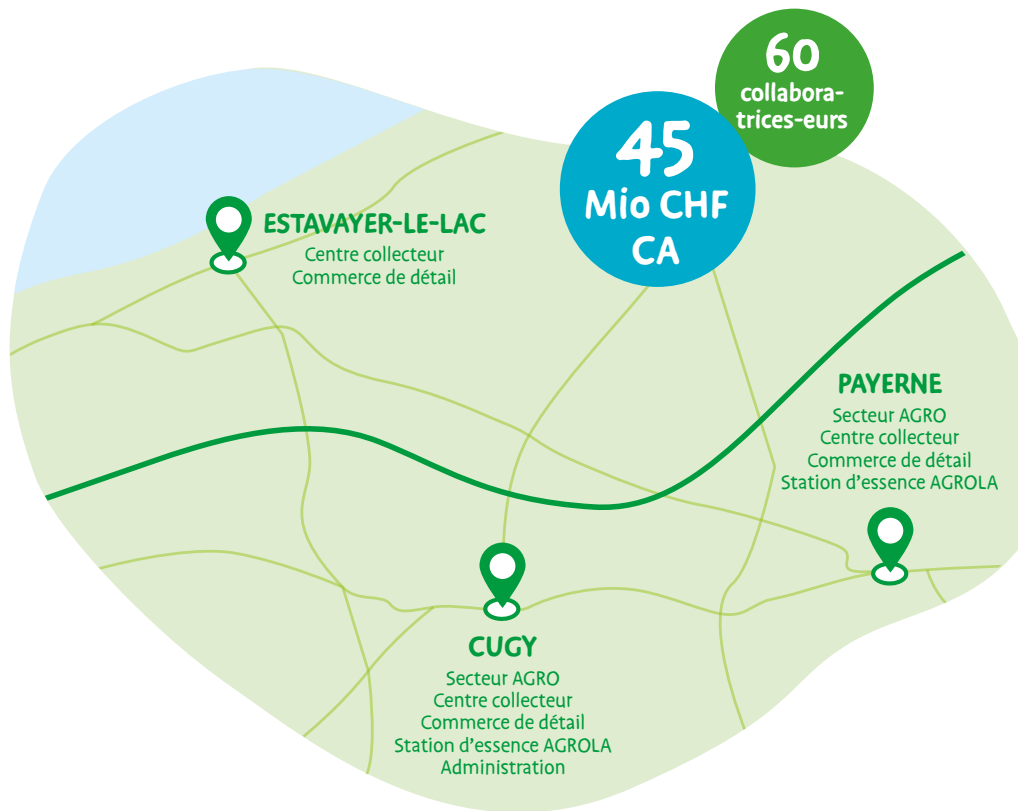 60
collabora-
trices-eurs
45
Mio CHF
CA
ESTAVAYER-LE-LAC
Centre collecteur
Commerce de détail
PAYERNE
Secteur AGRO
Centre collecteur
Commerce de détail
Station d'essence AGROLA
CUGY
Secteur AGRO
Centre collecteur
Commerce de détail
Station d'essence AGROLA
Administration